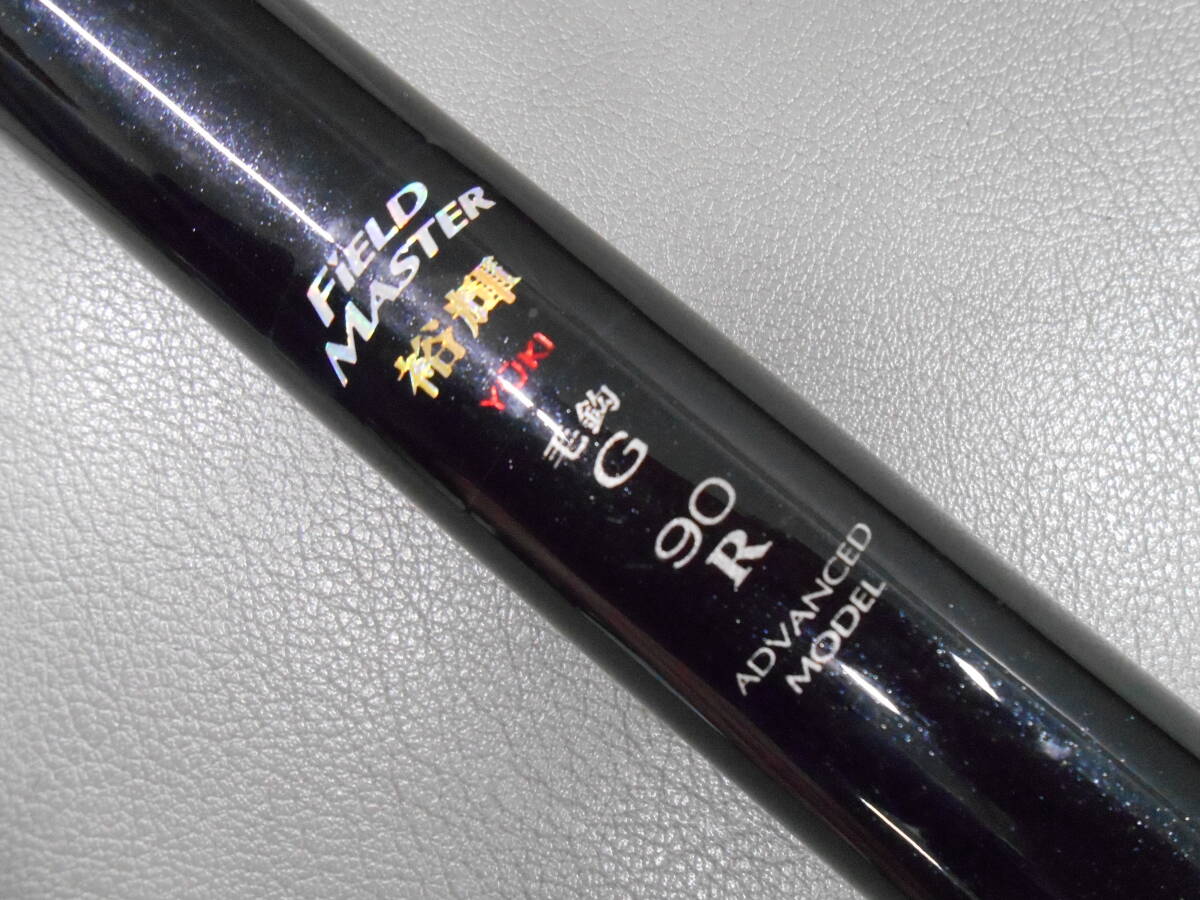 FiELD
MASTER
裕輝
YUKI
毛鈎
G
90
R
ADVANCED
MODEL